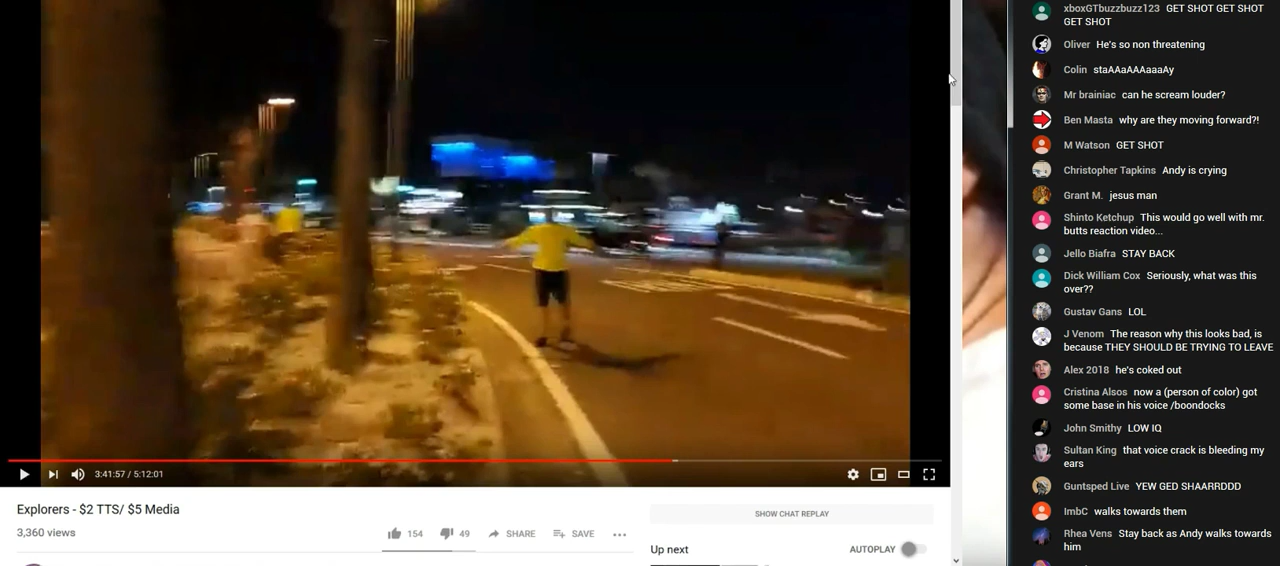 3:41:57 / 5:12:01
Explorers - $2 TTS/ $5 Media
3,360 views
154
49
SHARE
SAVE
SHOW CHAT REPLAY
Up next
AUTOPLAY
xboxGTbuzzbuzz123 GET SHOT GET SHOT
GET SHOT
Oliver He's so non threatening
Colin staAAaAAAaaaAy
Mr brainiac can he scream louder?
Ben Masta why are they moving forward?!
M Watson GET SHOT
Christopher Tapkins Andy is crying
Grant M. jesus man
Shinto Ketchup This would go well with mr.
butts reaction video...
Jello Biafra STAY BACK
Dick William Cox Seriously, what was this
over??
Gustav Gans LOL
J Venom The reason why this looks bad, is
because THEY SHOULD BE TRYING TO LEAVE
Alex 2018 he's coked out
Cristina Alsos now a (person of color) got
some base in his voice /boondocks
John Smithy LOW IQ
Sultan King that voice crack is bleeding my
ears
Guntsped Live YEW GED SHAARRDDD
ImbC walks towards them
Rhea Vens Stay back as Andy walks towards
him